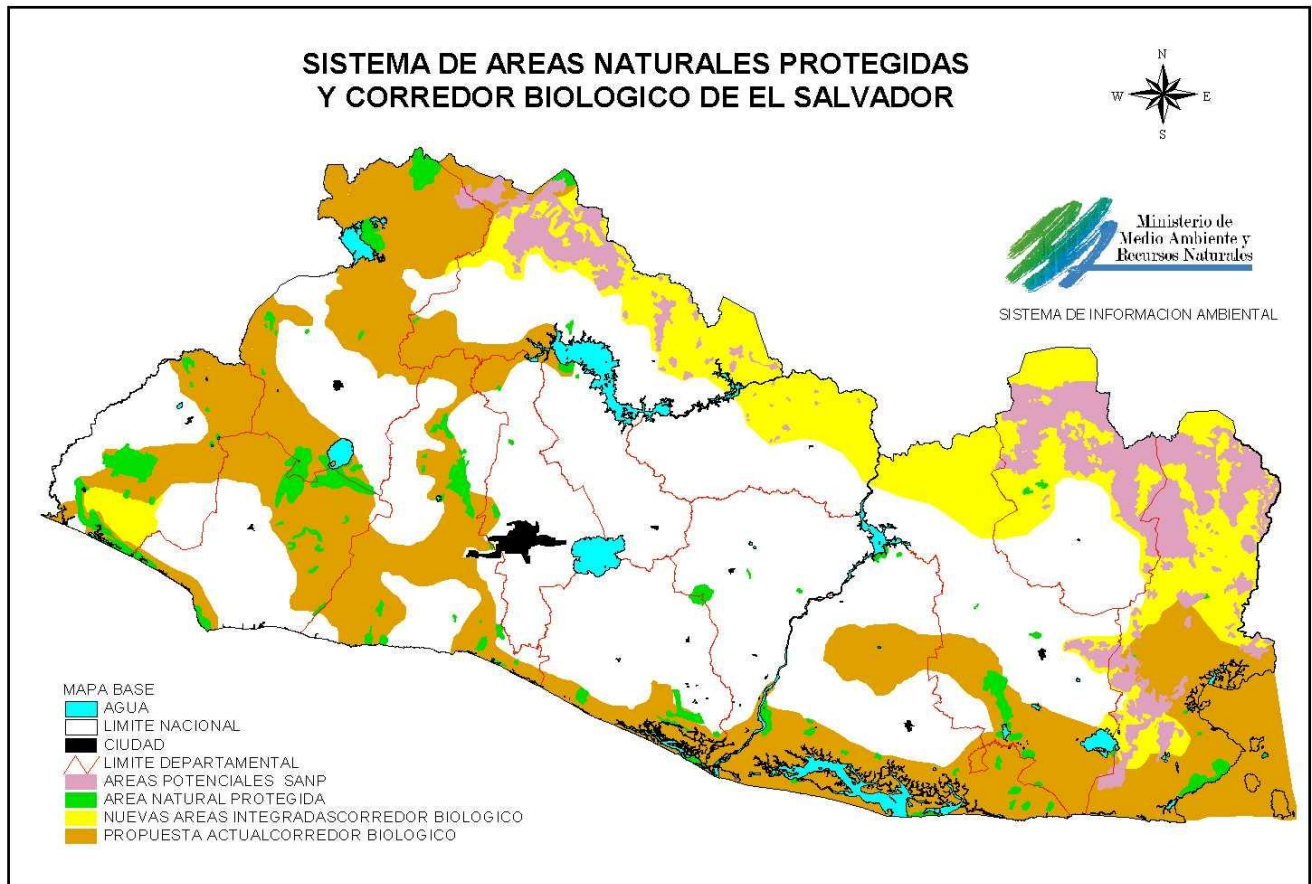 SISTEMA DE AREAS NATURALES PROTEGIDAS
Y CORREDOR BIOLOGICO DE EL SALVADOR
N
W
E
S
Ministerio de
Medio Ambiente y
Recursos Naturales
SISTEMA DE INFORMACION AMBIENTAL
MAPA BASE
AGUA
LIMITE NACIONAL
CIUDAD
LIMITE DEPARTAMENTAL
AREAS POTENCIALES SANP
AREA NATURAL PROTEGIDA
NUEVAS AREAS INTEGRADASCORREDOR BIOLOGICO
PROPUESTA ACTUALCORREDOR BIOLOGICO